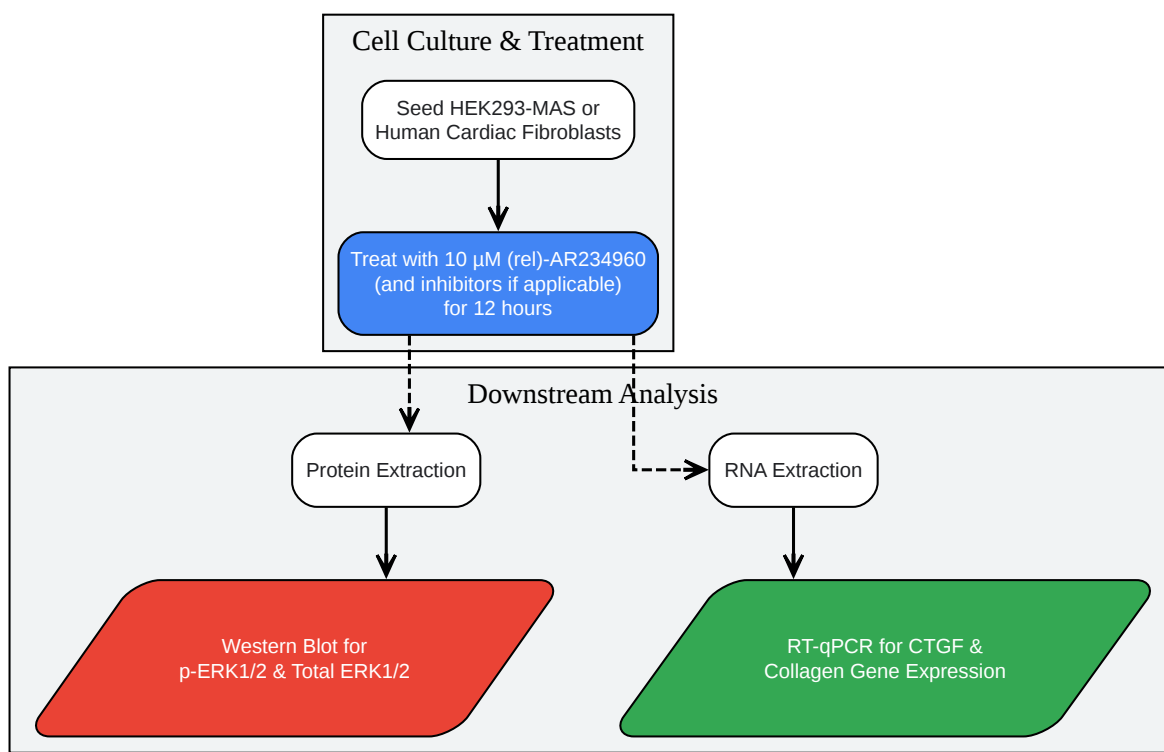 Cell Culture & Treatment
Seed HEK293-MAS or
Human Cardiac Fibroblasts
Treat with 10 µM (rel)-AR234960
(and inhibitors if applicable)
for 12 hours
Downstream Analysis
Protein Extraction
RNA Extraction
Western Blot for
p-ERK1/2 & Total ERK1/2
RT-qPCR for CTGF &
Collagen Gene Expression